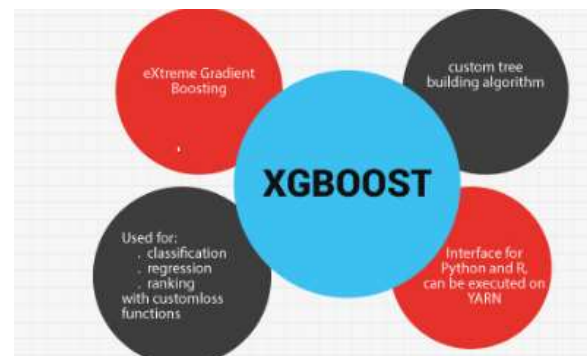 eXtreme Gradient
Boosting
custom tree
building algorithm
XGBOOST
Used for:
. classification
. regression
. ranking
with customloss
functions
Interface for
Python and R,
can be executed on
YARN